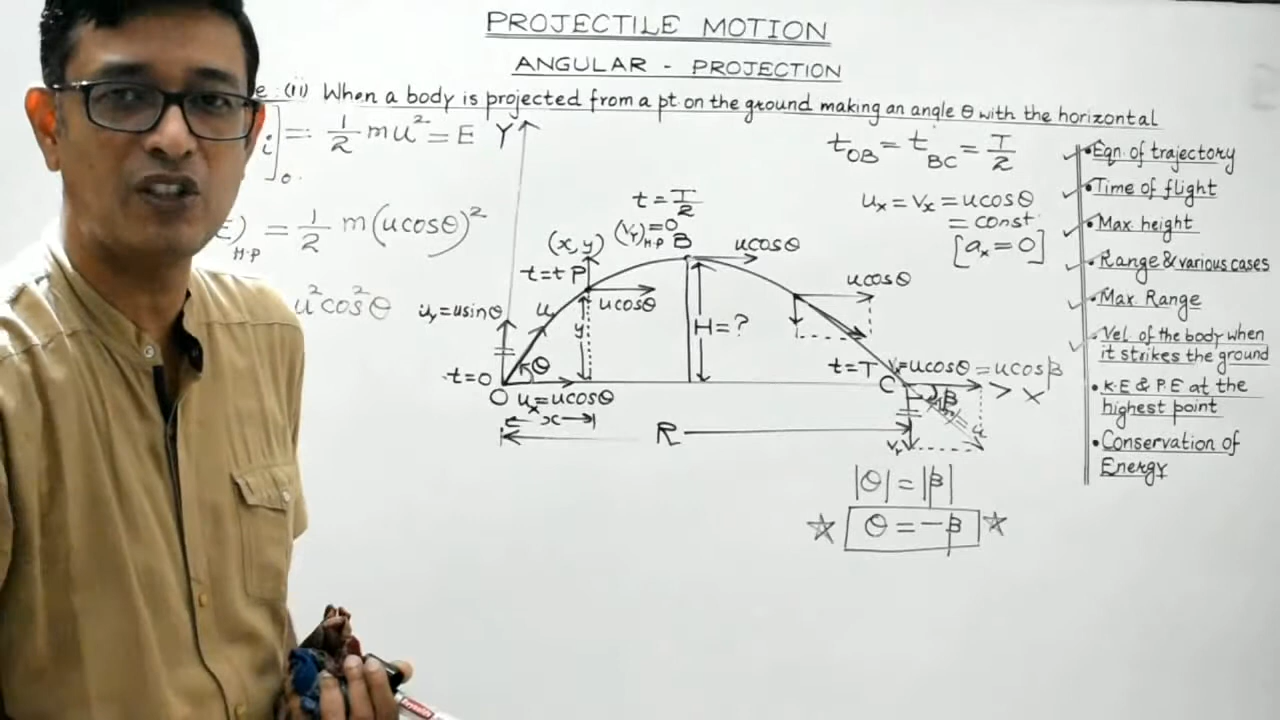 PROJECTILE MOTION
ANGULAR - PROJECTION
e: (ii) When a body is projected from a pt. on the ground making an angle θ with the horizontal
i]₀ = 1/2 mu² = E
E)H.P = 1/2 m(ucosθ)²
u²cos²θ
Y
t_OB = t_BC = T/2
u_x = v_x = ucosθ
= const.
[a_x = 0]
t = T/2
(x, y)
(v_y)H.P = 0
B
ucosθ
t = t P
ucosθ
ucosθ
u_y = usinθ
u
y
H = ?
θ
t = 0
t = T
v_x = ucosθ = ucosβ
O
u_x = ucosθ
C
β
X
x
R
v_y
u
|θ| = |β|
☆ θ = -β ☆
✓ • Eqn. of trajectory
✓ • Time of flight
✓ • Max. height
✓ • Range & various cases
✓ • Max. Range
✓ • Vel. of the body when
it strikes the ground
• K.E & P.E at the
highest point
• Conservation of
Energy